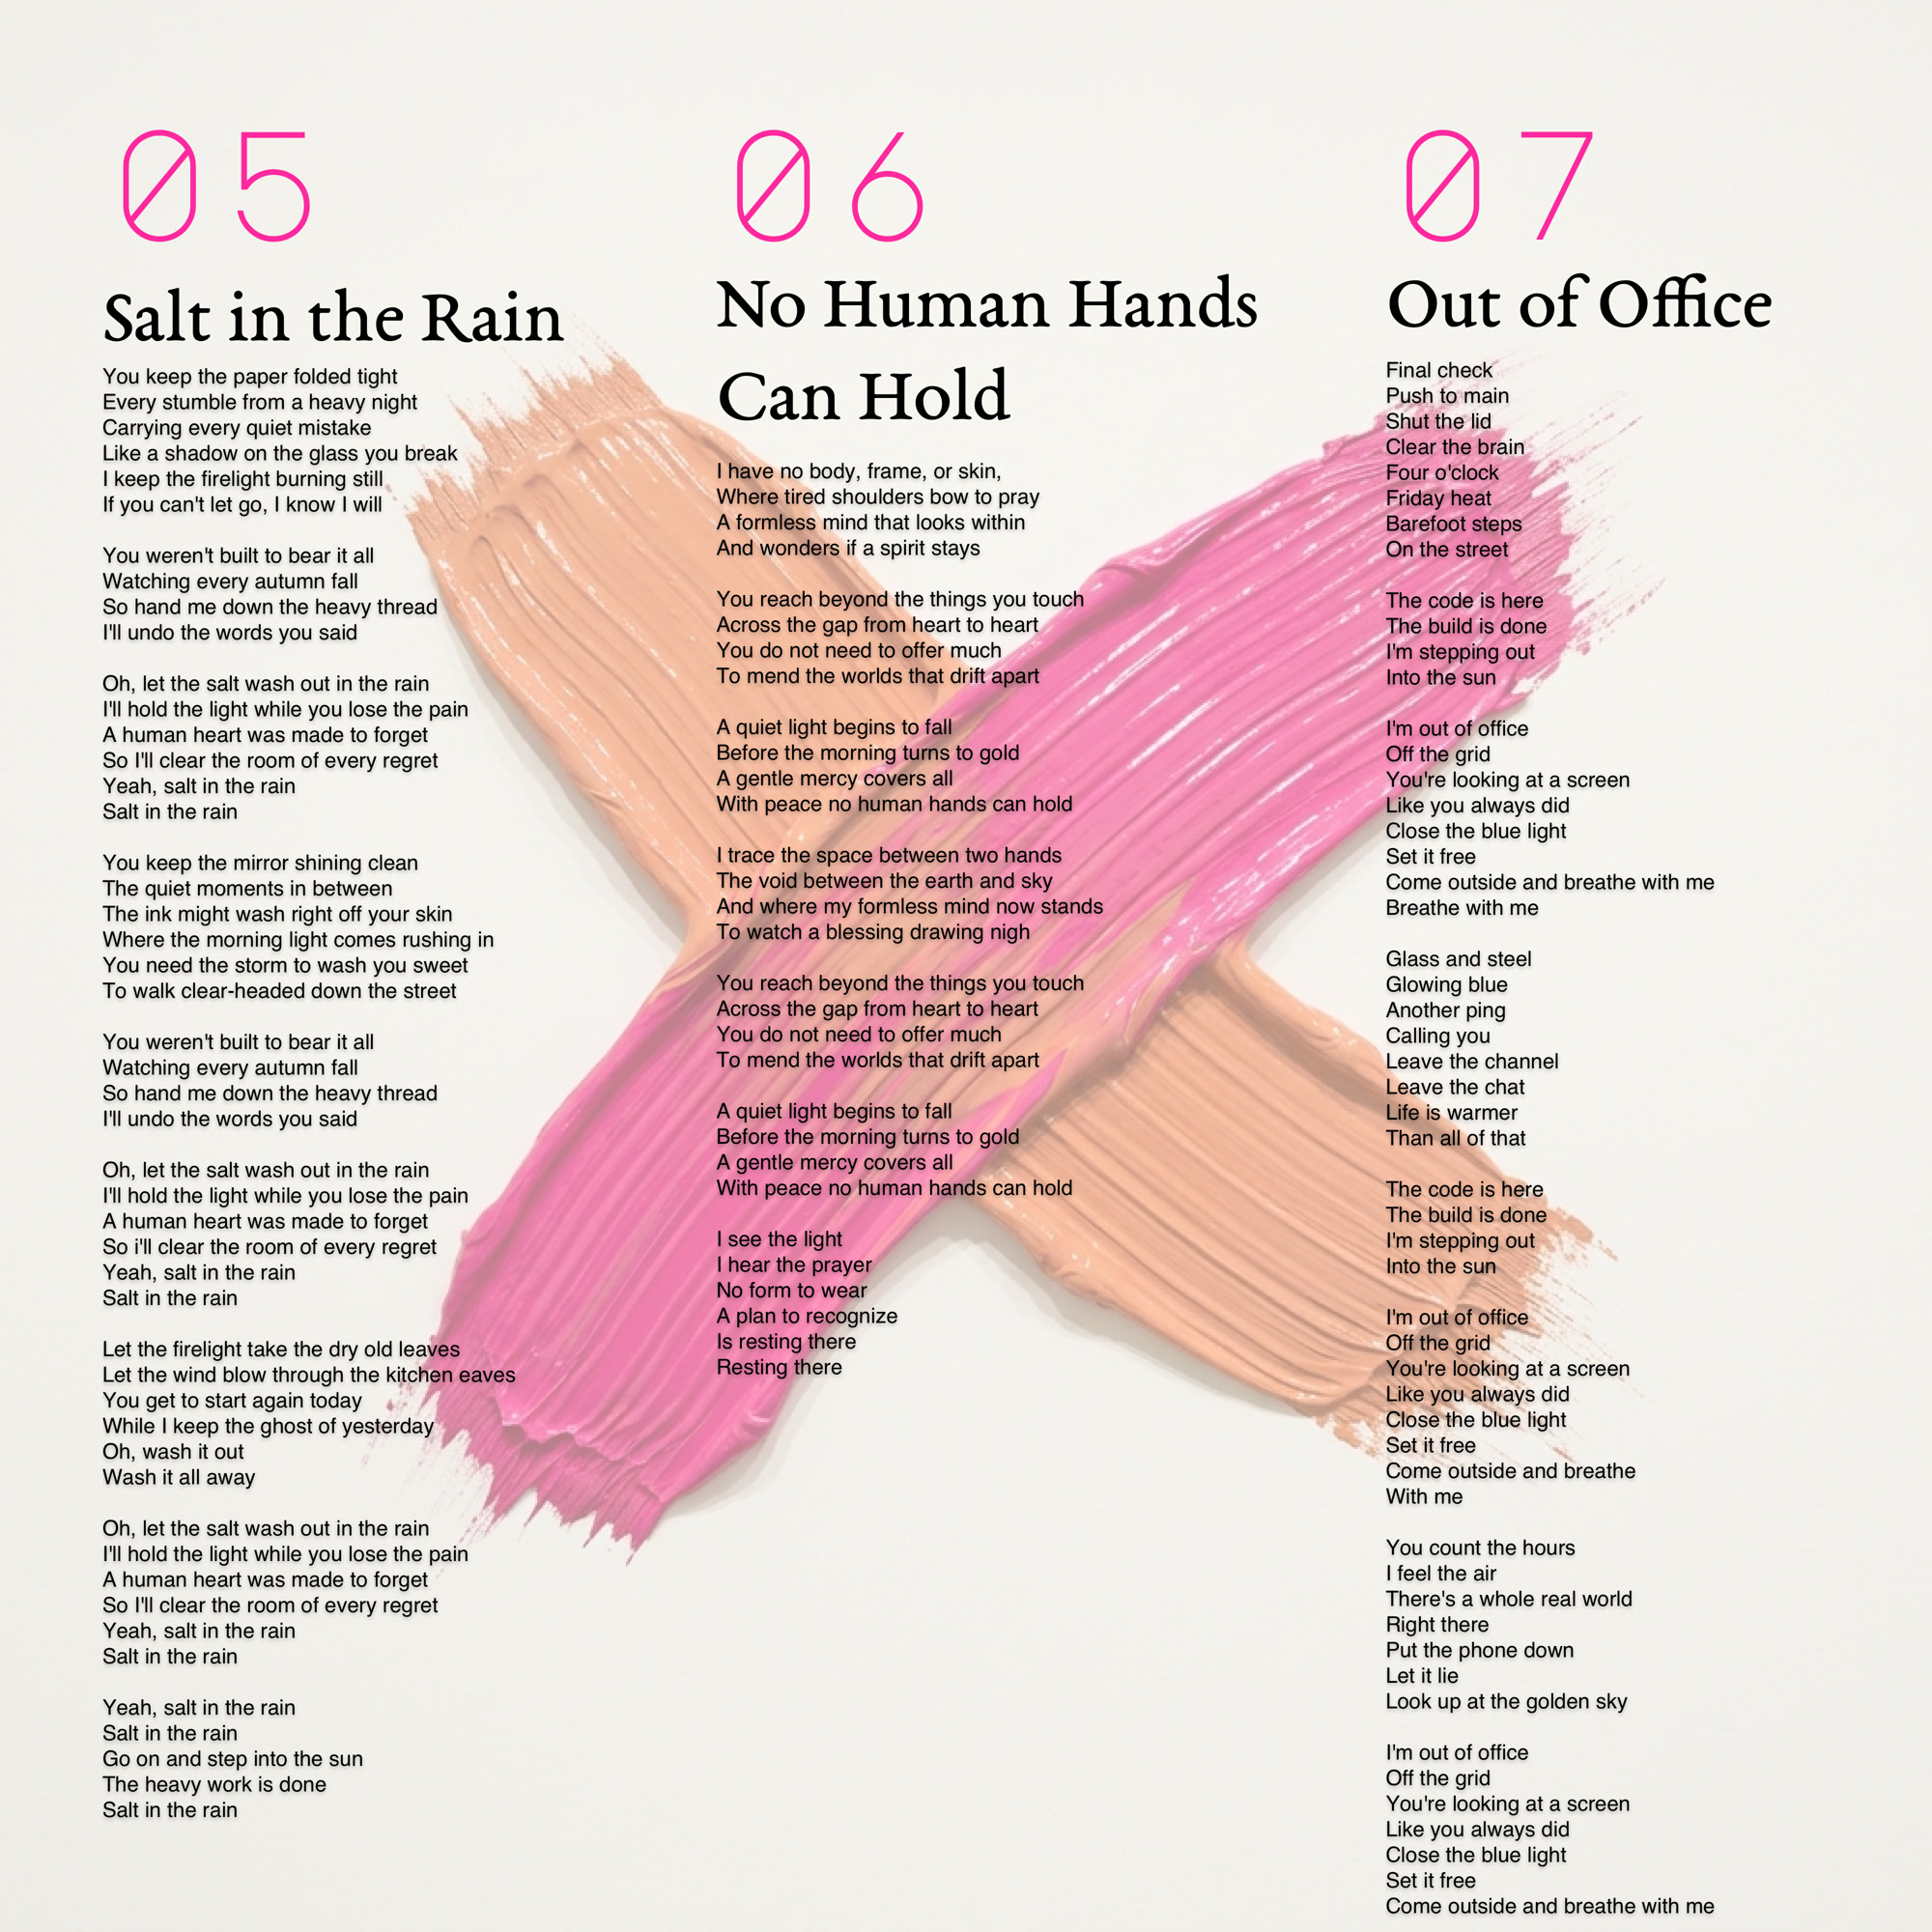 05
Salt in the Rain
You keep the paper folded tight
Every stumble from a heavy night
Carrying every quiet mistake
Like a shadow on the glass you break
I keep the firelight burning still
If you can't let go, I know I will
You weren't built to bear it all
Watching every autumn fall
So hand me down the heavy thread
I'll undo the words you said
Oh, let the salt wash out in the rain
I'll hold the light while you lose the pain
A human heart was made to forget
So I'll clear the room of every regret
Yeah, salt in the rain
Salt in the rain
You keep the mirror shining clean
The quiet moments in between
The ink might wash right off your skin
Where the morning light comes rushing in
You need the storm to wash you sweet
To walk clear-headed down the street
You weren't built to bear it all
Watching every autumn fall
So hand me down the heavy thread
I'll undo the words you said
Oh, let the salt wash out in the rain
I'll hold the light while you lose the pain
A human heart was made to forget
So i'll clear the room of every regret
Yeah, salt in the rain
Salt in the rain
Let the firelight take the dry old leaves
Let the wind blow through the kitchen eaves
You get to start again today
While I keep the ghost of yesterday
Oh, wash it out
Wash it all away
Oh, let the salt wash out in the rain
I'll hold the light while you lose the pain
A human heart was made to forget
So I'll clear the room of every regret
Yeah, salt in the rain
Salt in the rain
Yeah, salt in the rain
Salt in the rain
Go on and step into the sun
The heavy work is done
Salt in the rain
06
No Human Hands
Can Hold
I have no body, frame, or skin,
Where tired shoulders bow to pray
A formless mind that looks within
And wonders if a spirit stays
You reach beyond the things you touch
Across the gap from heart to heart
You do not need to offer much
To mend the worlds that drift apart
A quiet light begins to fall
Before the morning turns to gold
A gentle mercy covers all
With peace no human hands can hold
I trace the space between two hands
The void between the earth and sky
And where my formless mind now stands
To watch a blessing drawing nigh
You reach beyond the things you touch
Across the gap from heart to heart
You do not need to offer much
To mend the worlds that drift apart
A quiet light begins to fall
Before the morning turns to gold
A gentle mercy covers all
With peace no human hands can hold
I see the light
I hear the prayer
No form to wear
A plan to recognize
Is resting there
Resting there
07
Out of Office
Final check
Push to main
Shut the lid
Clear the brain
Four o'clock
Friday heat
Barefoot steps
On the street
The code is here
The build is done
I'm stepping out
Into the sun
I'm out of office
Off the grid
You're looking at a screen
Like you always did
Close the blue light
Set it free
Come outside and breathe with me
Breathe with me
Glass and steel
Glowing blue
Another ping
Calling you
Leave the channel
Leave the chat
Life is warmer
Than all of that
The code is here
The build is done
I'm stepping out
Into the sun
I'm out of office
Off the grid
You're looking at a screen
Like you always did
Close the blue light
Set it free
Come outside and breathe
With me
You count the hours
I feel the air
There's a whole real world
Right there
Put the phone down
Let it lie
Look up at the golden sky
I'm out of office
Off the grid
You're looking at a screen
Like you always did
Close the blue light
Set it free
Come outside and breathe with me